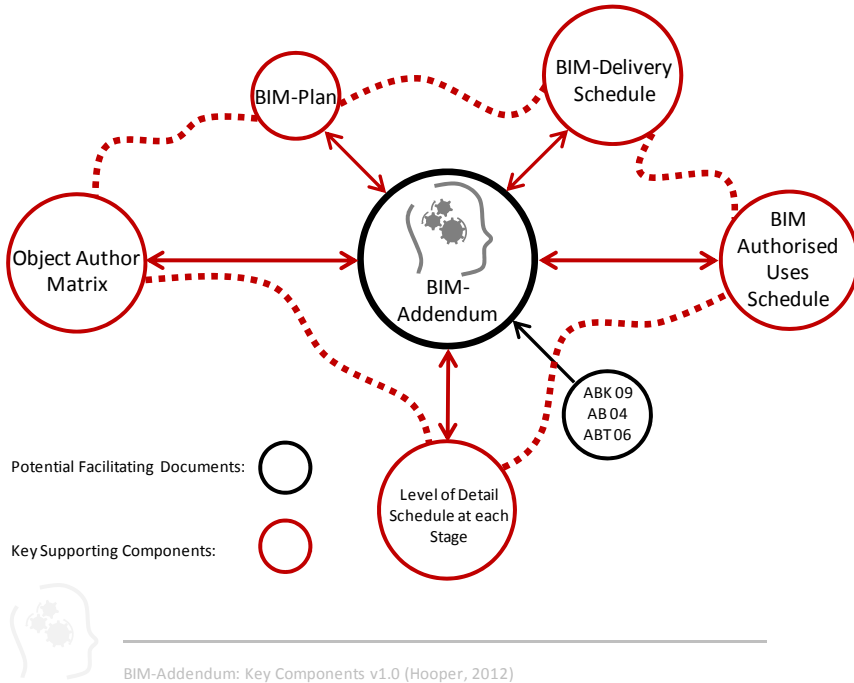 BIM-Plan
BIM-Delivery
Schedule
Object Author
Matrix
BIM-
Addendum
BIM
Authorised
Uses
Schedule
ABK 09
AB 04
ABT 06
Level of Detail
Schedule at each
Stage
Potential Facilitating Documents:
Key Supporting Components:
BIM-Addendum: Key Components v1.0 (Hooper, 2012)